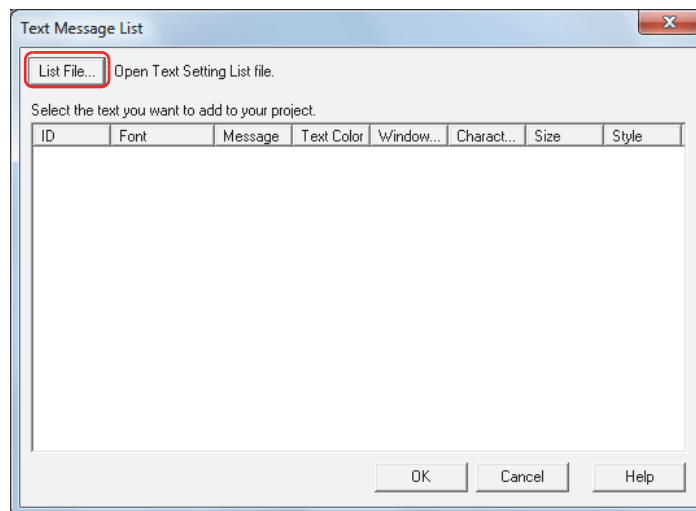 Text Message List
List File... Open Text Setting List file.
Select the text you want to add to your project.
ID Font Message Text Color Window... Charact... Size Style
OK Cancel Help